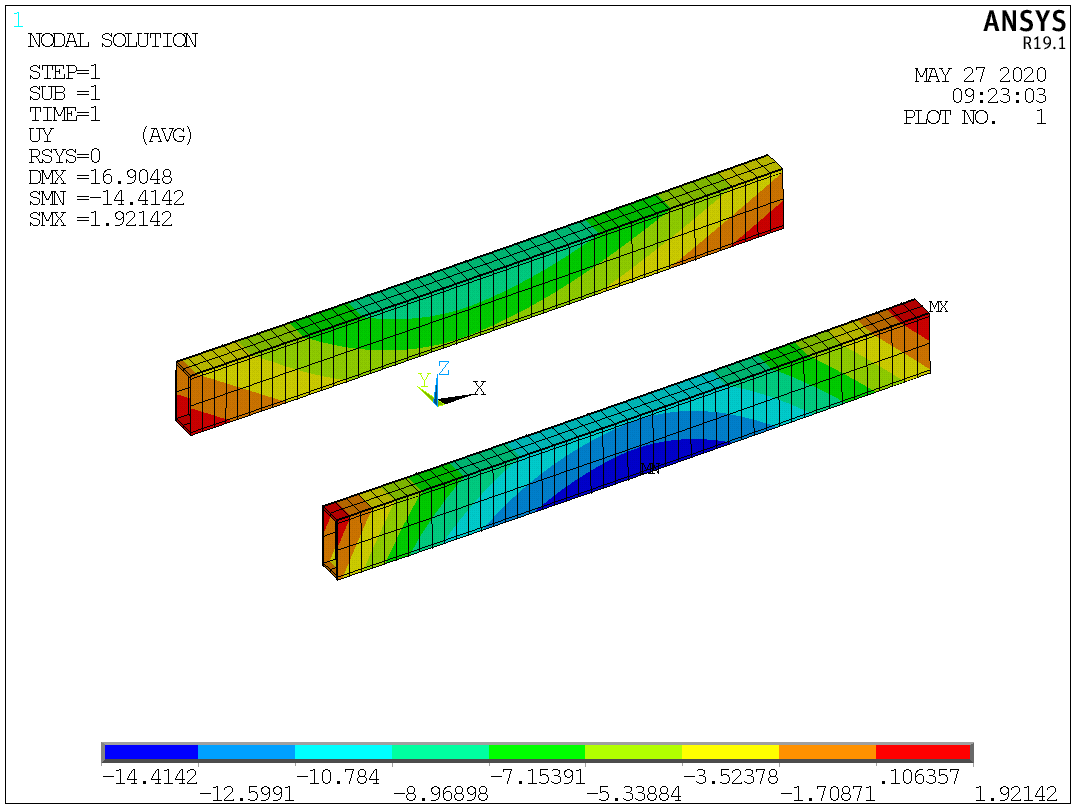 1
ANSYS
R19.1
NODAL SOLUTION
STEP=1
SUB =1
TIME=1
UY (AVG)
RSYS=0
DMX =16.9048
SMN =-14.4142
SMX =1.92142
MAY 27 2020
09:23:03
PLOT NO. 1
MX
Z
Y
X
-14.4142 -10.784 -7.15391 -3.52378 .106357
-12.5991 -8.96898 -5.33884 -1.70871 1.92142